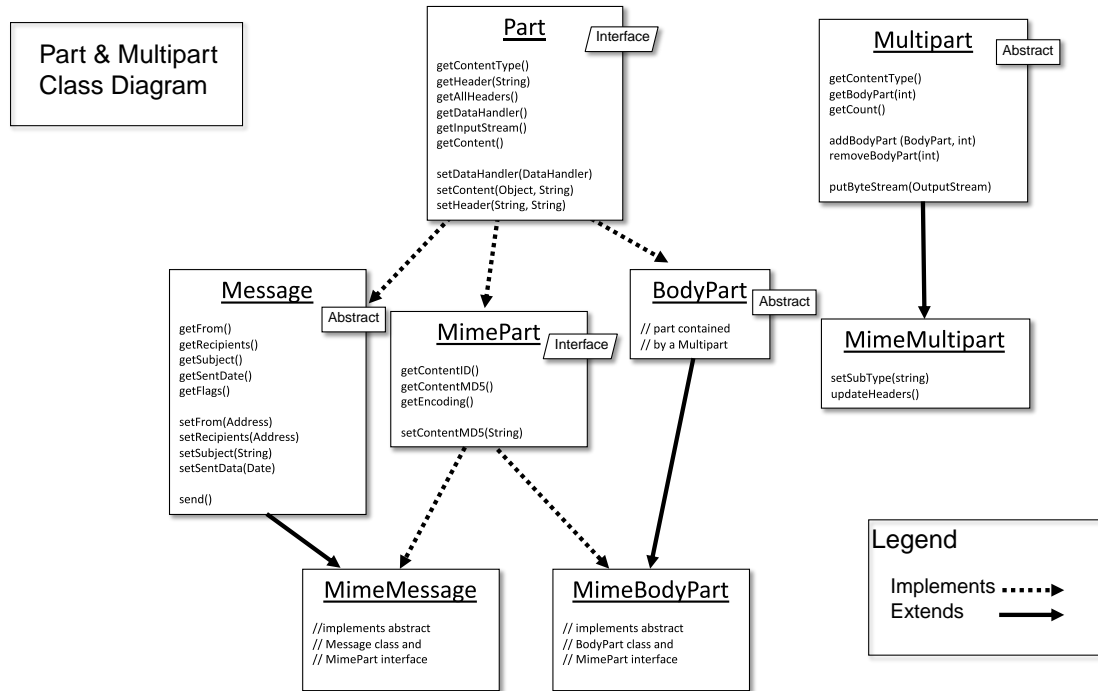 Part & Multipart
Class Diagram
Part
Interface
getContentType()
getHeader(String)
getAllHeaders()
getDataHandler()
getInputStream()
getContent()
setDataHandler(DataHandler)
setContent(Object, String)
setHeader(String, String)
Multipart
Abstract
getContentType()
getBodyPart(int)
getCount()
addBodyPart (BodyPart, int)
removeBodyPart(int)
putByteStream(OutputStream)
Message
Abstract
getFrom()
getRecipients()
getSubject()
getSentDate()
getFlags()
setFrom(Address)
setRecipients(Address)
setSubject(String)
setSentData(Date)
send()
MimePart
Interface
getContentID()
getContentMD5()
getEncoding()
setContentMD5(String)
BodyPart
Abstract
// part contained
// by a Multipart
MimeMultipart
setSubType(string)
updateHeaders()
MimeMessage
//implements abstract
// Message class and
// MimePart interface
MimeBodyPart
// implements abstract
// BodyPart class and
// MimePart interface
Legend
Implements
Extends